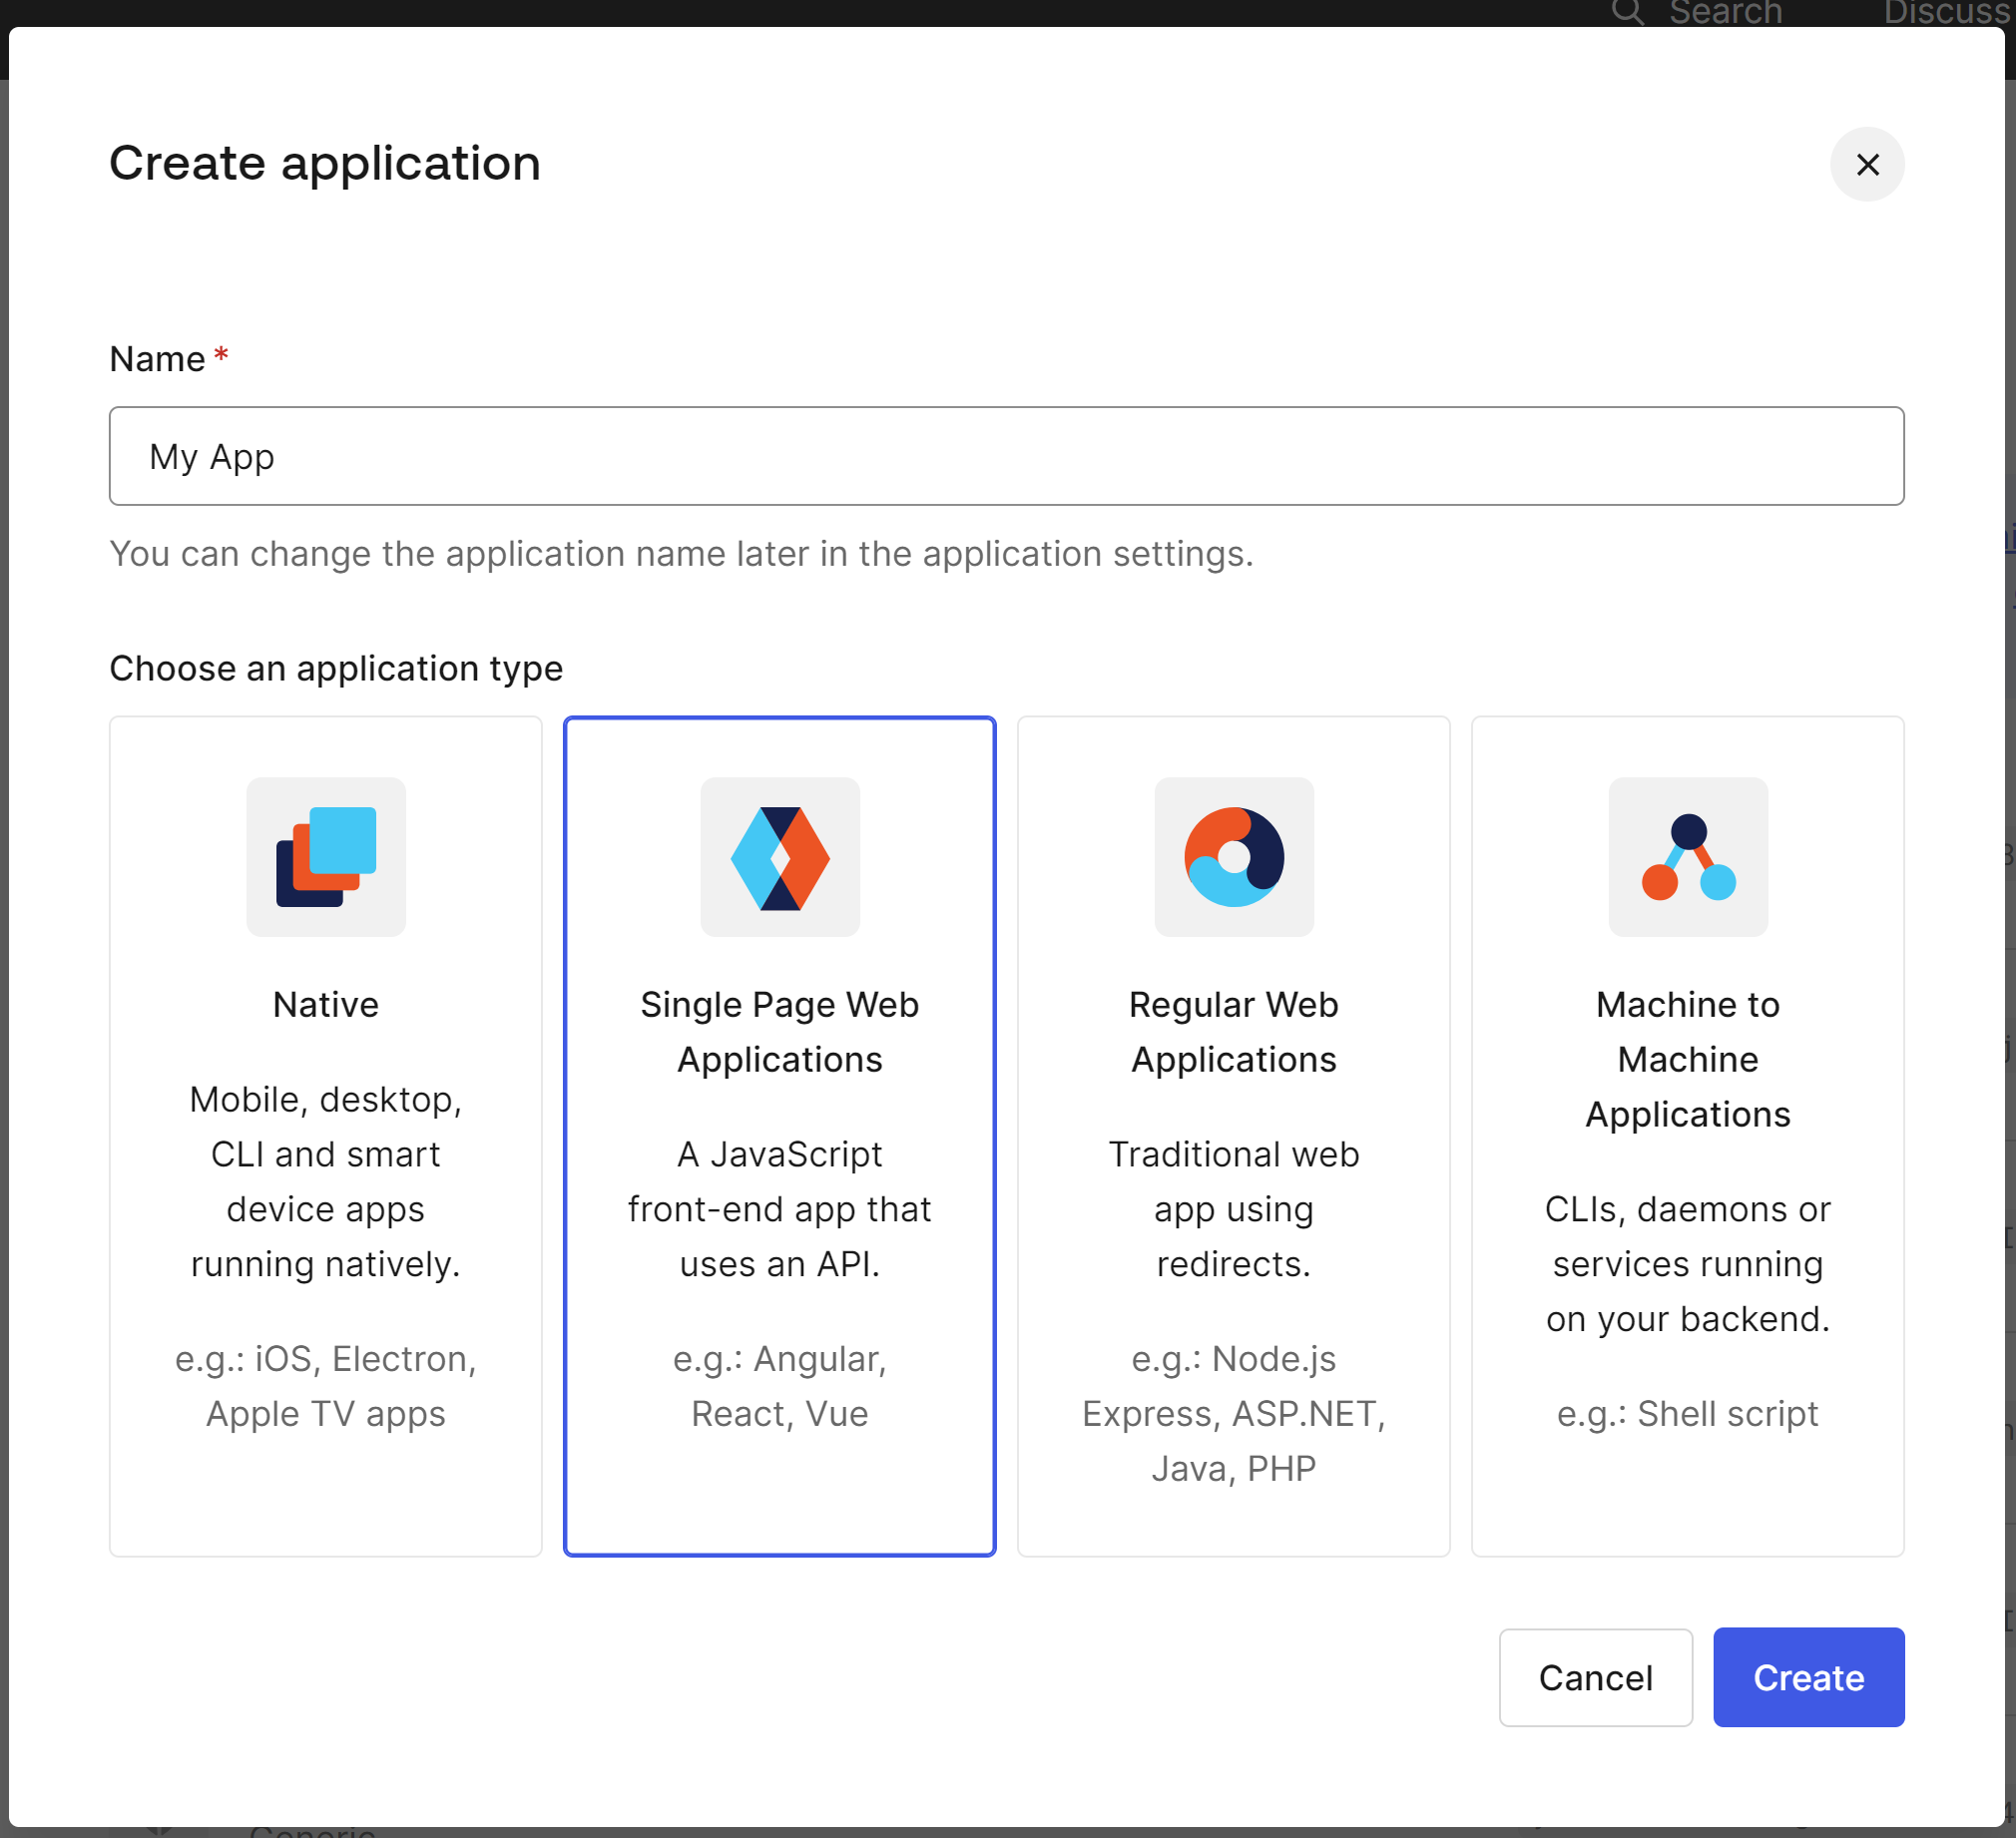 Search Discuss
Create application
Name *
My App
You can change the application name later in the application settings.
Choose an application type
Native
Mobile, desktop,
CLI and smart
device apps
running natively.
e.g.: iOS, Electron,
Apple TV apps
Single Page Web
Applications
A JavaScript
front-end app that
uses an API.
e.g.: Angular,
React, Vue
Regular Web
Applications
Traditional web
app using
redirects.
e.g.: Node.js
Express, ASP.NET,
Java, PHP
Machine to
Machine
Applications
CLIs, daemons or
services running
on your backend.
e.g.: Shell script
Cancel
Create
Generic